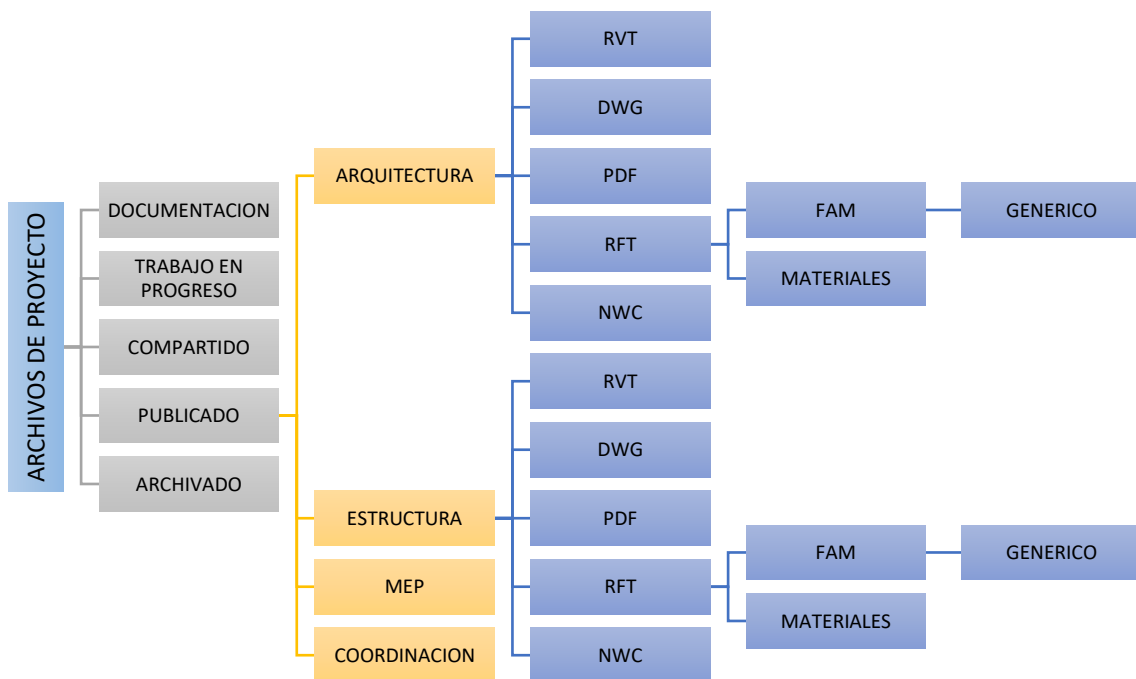 ARCHIVOS DE PROYECTO
DOCUMENTACION
TRABAJO EN
PROGRESO
COMPARTIDO
PUBLICADO
ARCHIVADO
ARQUITECTURA
RVT
DWG
PDF
RFT
FAM
GENERICO
MATERIALES
NWC
ESTRUCTURA
RVT
DWG
PDF
RFT
FAM
GENERICO
MATERIALES
NWC
MEP
COORDINACION